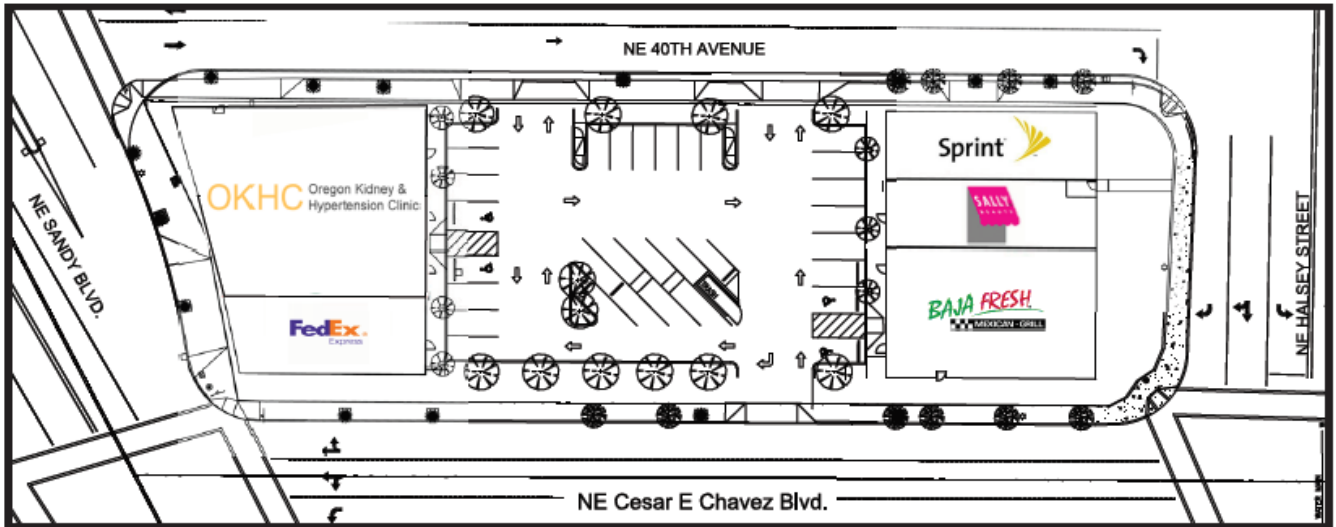 NE 40TH AVENUE
NE SANDY BLVD.
OKHC Oregon Kidney &
Hypertension Clinic
FedEx®
Express
Sprint
SALLY
BEAUTY
BAJA FRESH
MEXICAN · GRILL
NE HALSEY STREET
NE Cesar E Chavez Blvd.